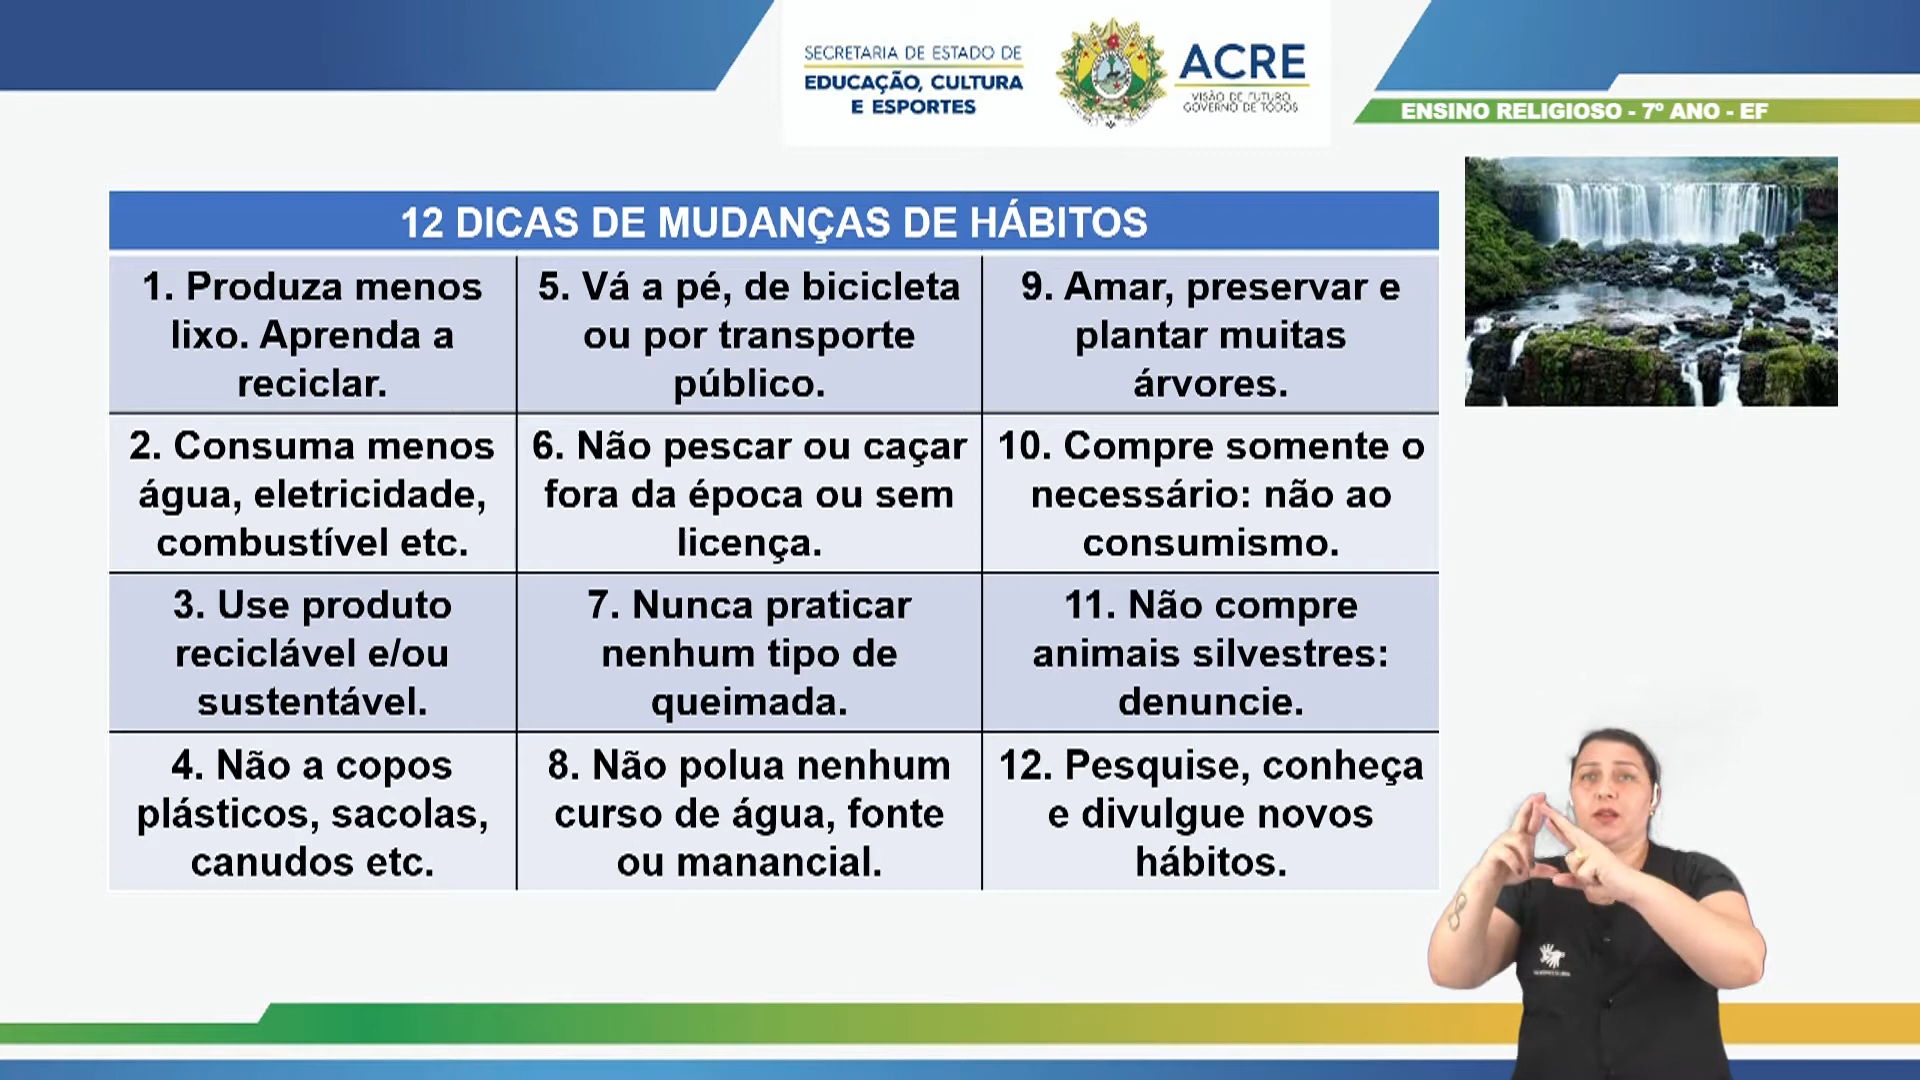 SECRETARIA DE ESTADO DE
EDUCAÇÃO, CULTURA
E ESPORTES
ACRE
VISÃO DE FUTURO,
GOVERNO DE TODOS
ENSINO RELIGIOSO - 7º ANO - EF
12 DICAS DE MUDANÇAS DE HÁBITOS
1. Produza menos
lixo. Aprenda a
reciclar.
5. Vá a pé, de bicicleta
ou por transporte
público.
9. Amar, preservar e
plantar muitas
árvores.
2. Consuma menos
água, eletricidade,
combustível etc.
6. Não pescar ou caçar
fora da época ou sem
licença.
10. Compre somente o
necessário: não ao
consumismo.
3. Use produto
reciclável e/ou
sustentável.
7. Nunca praticar
nenhum tipo de
queimada.
11. Não compre
animais silvestres:
denuncie.
4. Não a copos
plásticos, sacolas,
canudos etc.
8. Não polua nenhum
curso de água, fonte
ou manancial.
12. Pesquise, conheça
e divulgue novos
hábitos.